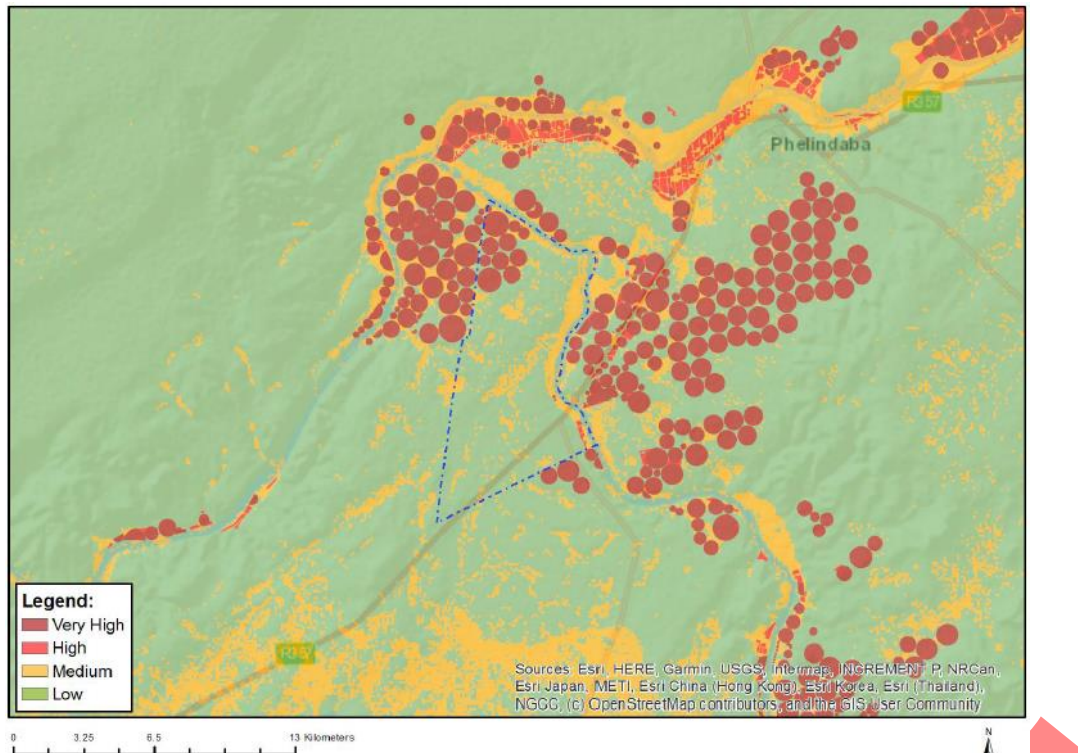 R357
Phelindaba
Legend:
Very High
High
Medium
Low
R357
Sources: Esri, HERE, Garmin, USGS, Intermap, INCREMENT P, NRCan,
Esri Japan, METI, Esri China (Hong Kong), Esri Korea, Esri (Thailand),
NGCC, (c) OpenStreetMap contributors, and the GIS User Community
0 3.25 6.5 13 Kilometers
N